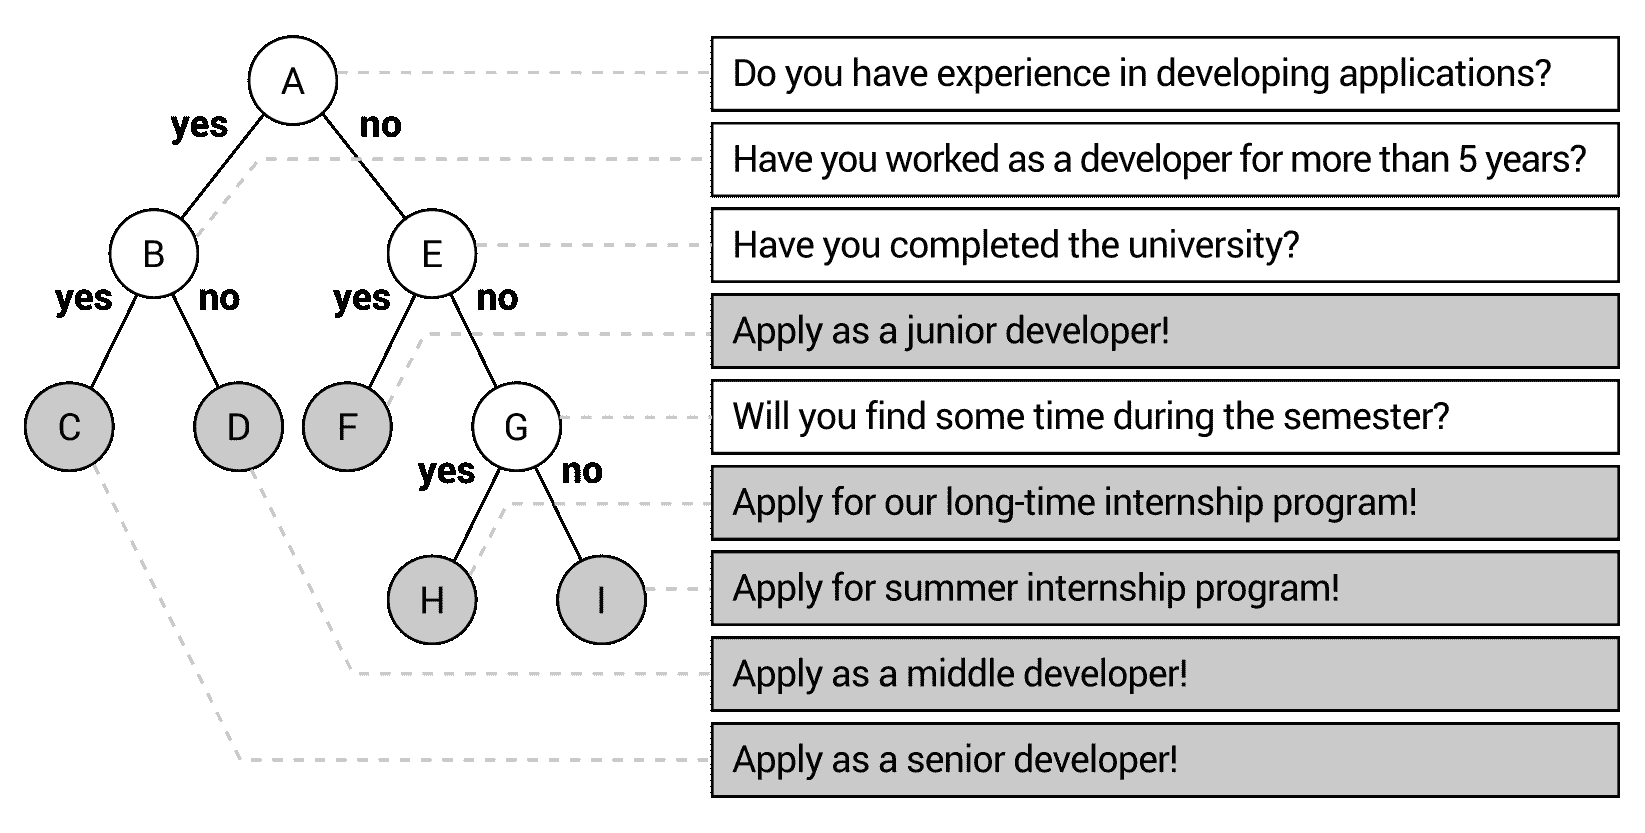 A
yes
no
B
E
yes
no
yes
no
C
D
F
G
yes
no
H
I
Do you have experience in developing applications?
Have you worked as a developer for more than 5 years?
Have you completed the university?
Apply as a junior developer!
Will you find some time during the semester?
Apply for our long-time internship program!
Apply for summer internship program!
Apply as a middle developer!
Apply as a senior developer!